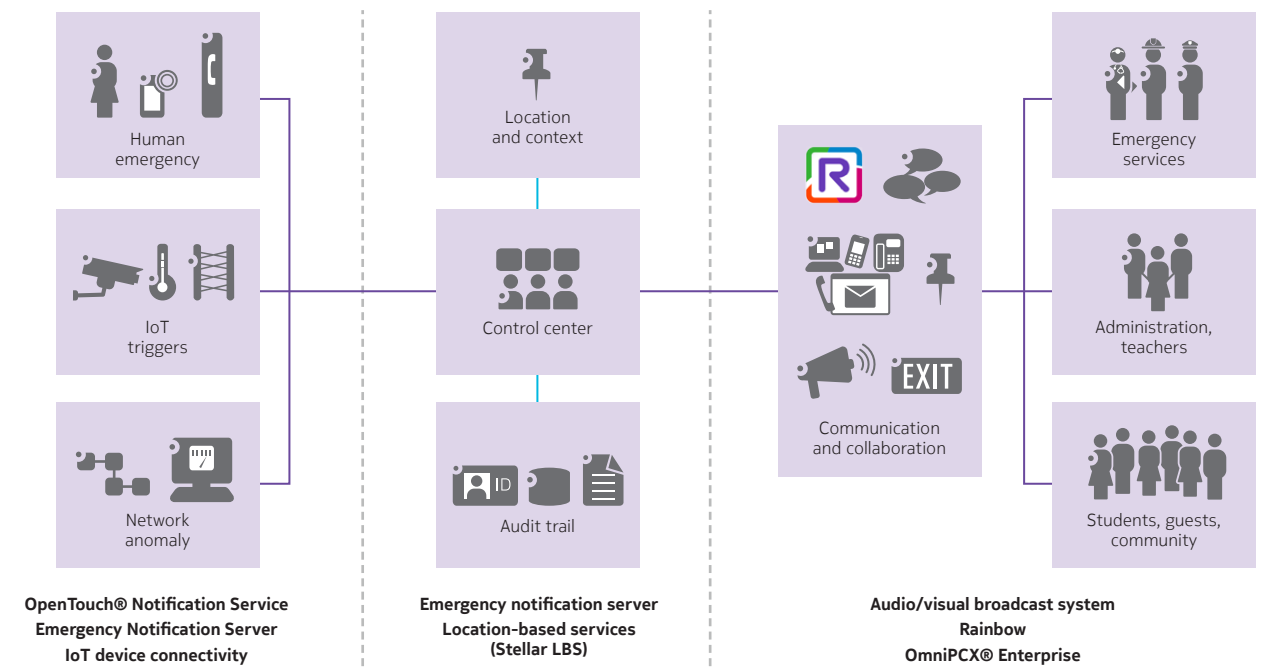 Human
emergency
IoT
triggers
Network
anomaly
OpenTouch® Notification Service
Emergency Notification Server
IoT device connectivity
Location
and context
Control center
ID
Audit trail
Emergency notification server
Location-based services
(Stellar LBS)
R
EXIT
Communication
and collaboration
Emergency
services
Administration,
teachers
Students, guests,
community
Audio/visual broadcast system
Rainbow
OmniPCX® Enterprise